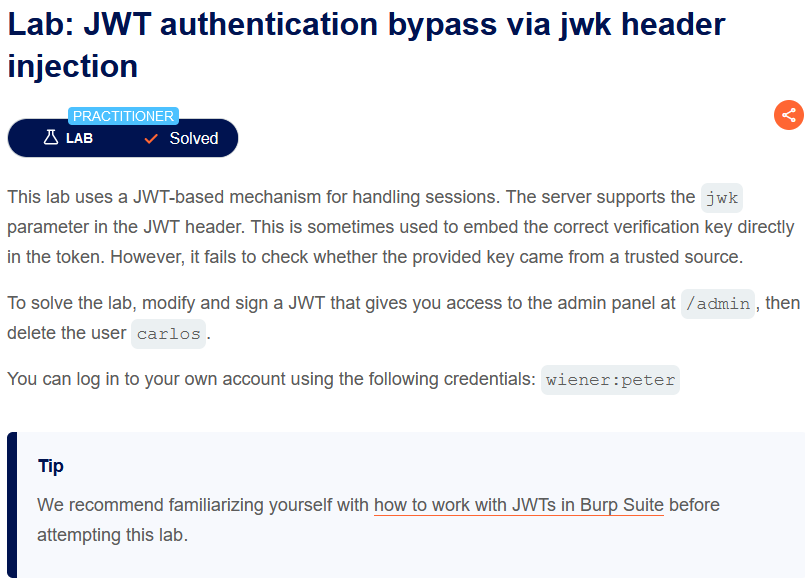 Lab: JWT authentication bypass via jwk header
injection
PRACTITIONER
LAB
Solved
This lab uses a JWT-based mechanism for handling sessions. The server supports the jwk
parameter in the JWT header. This is sometimes used to embed the correct verification key directly
in the token. However, it fails to check whether the provided key came from a trusted source.
To solve the lab, modify and sign a JWT that gives you access to the admin panel at /admin, then
delete the user carlos.
You can log in to your own account using the following credentials: wiener:peter
Tip
We recommend familiarizing yourself with how to work with JWTs in Burp Suite before
attempting this lab.